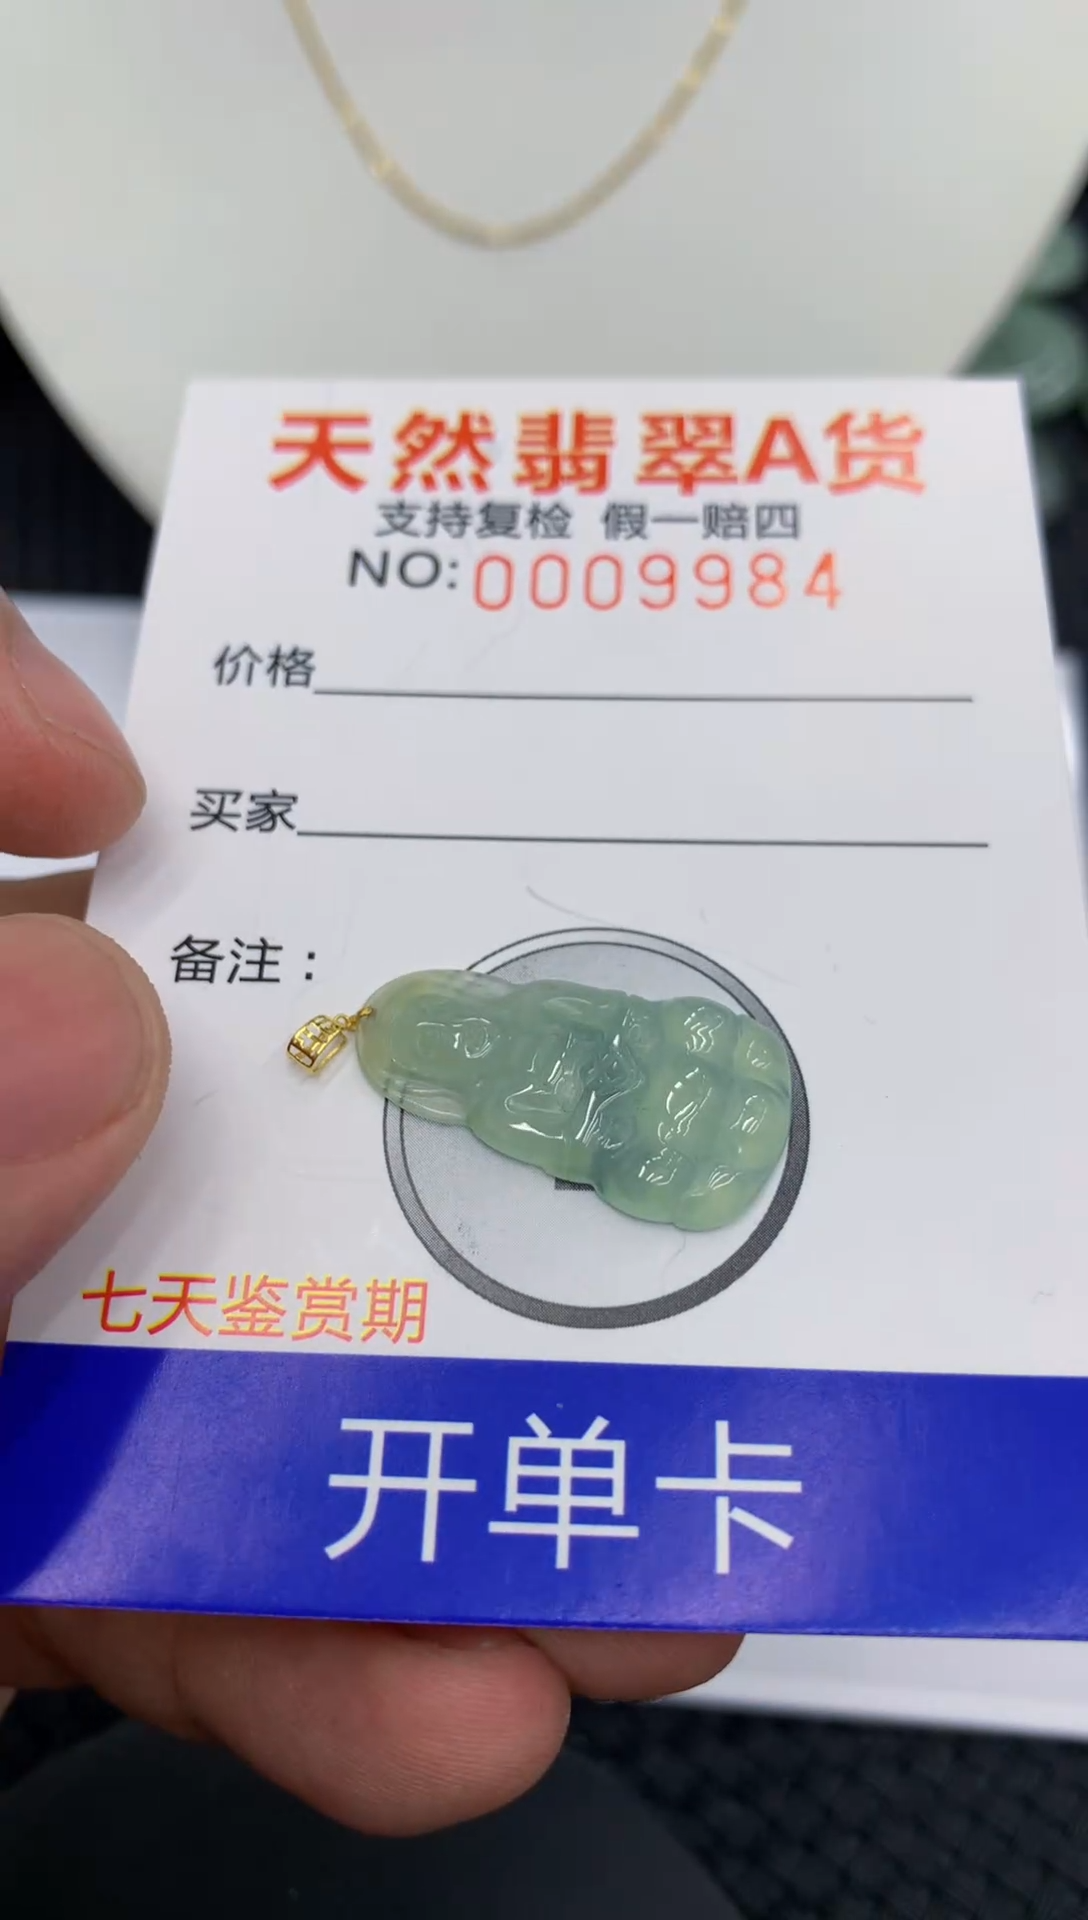 天然翡翠A货
支持复检 假一赔四
NO:0009984
价格
买家
备注：
七天鉴赏期
开单卡